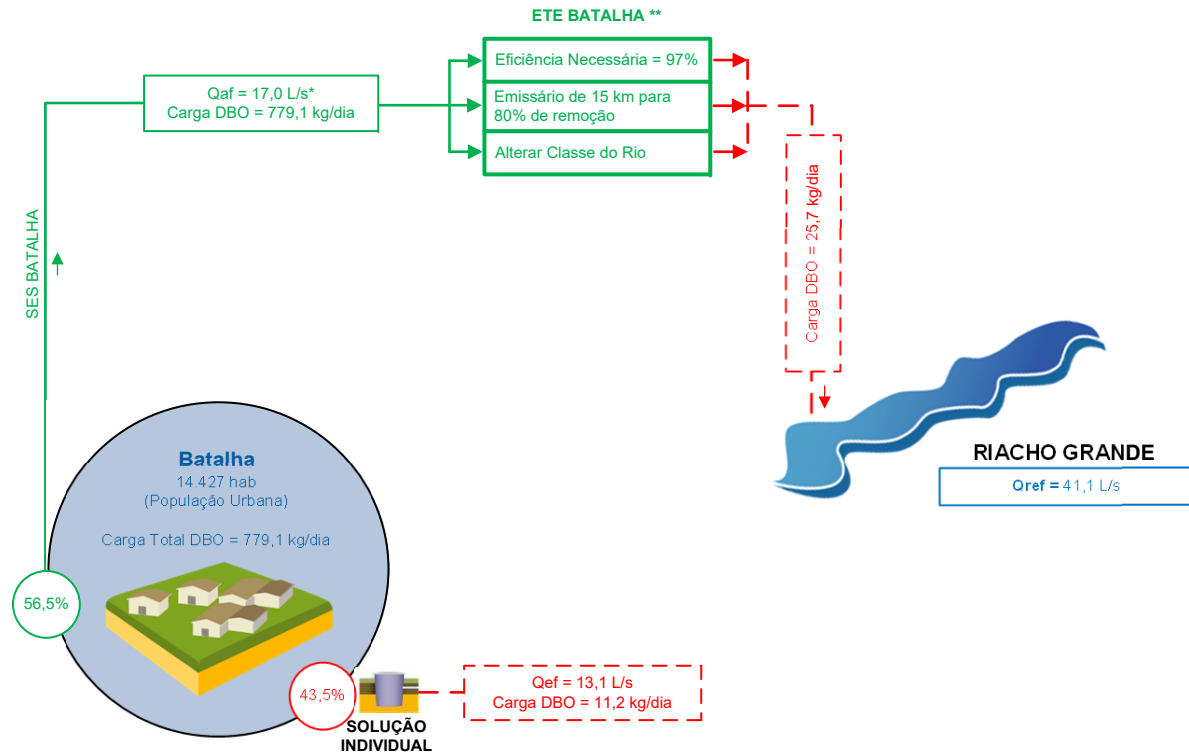 ETE BATALHA **
Eficiência Necessária = 97%
Emissário de 15 km para
80% de remoção
Alterar Classe do Rio
Qaf = 17,0 L/s*
Carga DBO = 779,1 kg/dia
SES BATALHA
Carga DBO = 25,7 kg/dia
RIACHO GRANDE
Qref = 41,1 L/s
Batalha
14.427 hab
(População Urbana)
Carga Total DBO = 779,1 kg/dia
56,5%
43,5%
SOLUÇÃO
INDIVIDUAL
Qef = 13,1 L/s
Carga DBO = 11,2 kg/dia